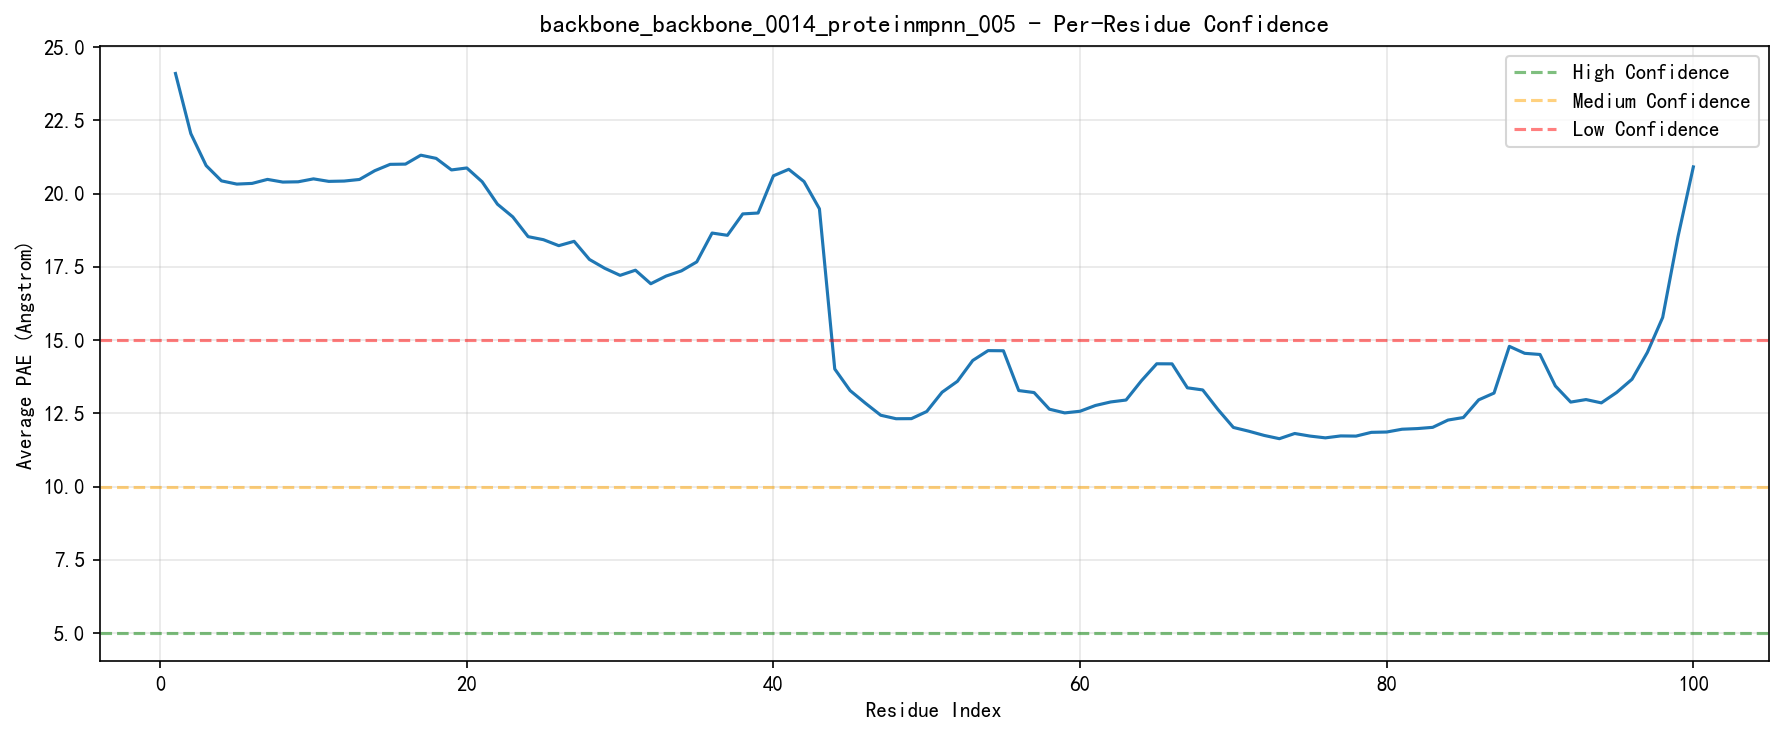 backbone_backbone_0014_proteinmpnn_005 - Per-Residue Confidence
High Confidence
Medium Confidence
Low Confidence
Average PAE (Angstrom)
25.0
22.5
20.0
17.5
15.0
12.5
10.0
7.5
5.0
0 20 40 60 80 100
Residue Index